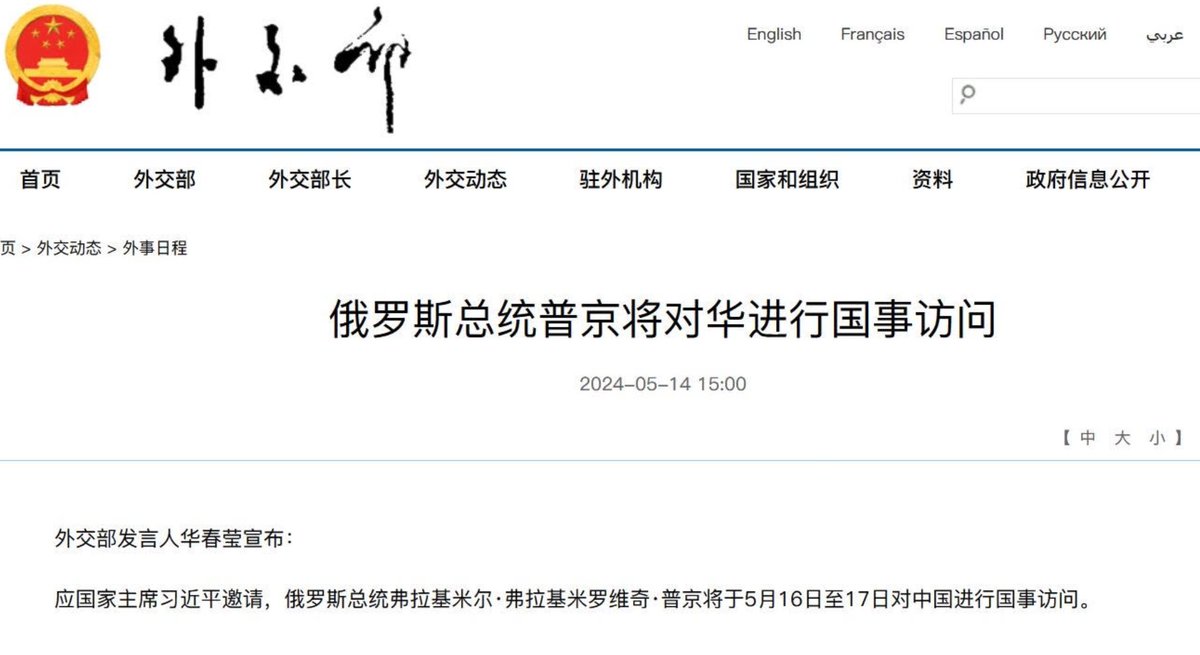 外交部
English Français Español Русский عربي
首页 外交部 外交部长 外交动态 驻外机构 国家和组织 资料 政府信息公开
页 > 外交动态 > 外事日程
俄罗斯总统普京将对华进行国事访问
2024-05-14 15:00
【 中 大 小 】
外交部发言人华春莹宣布：
应国家主席习近平邀请，俄罗斯总统弗拉基米尔·弗拉基米罗维奇·普京将于5月16日至17日对中国进行国事访问。